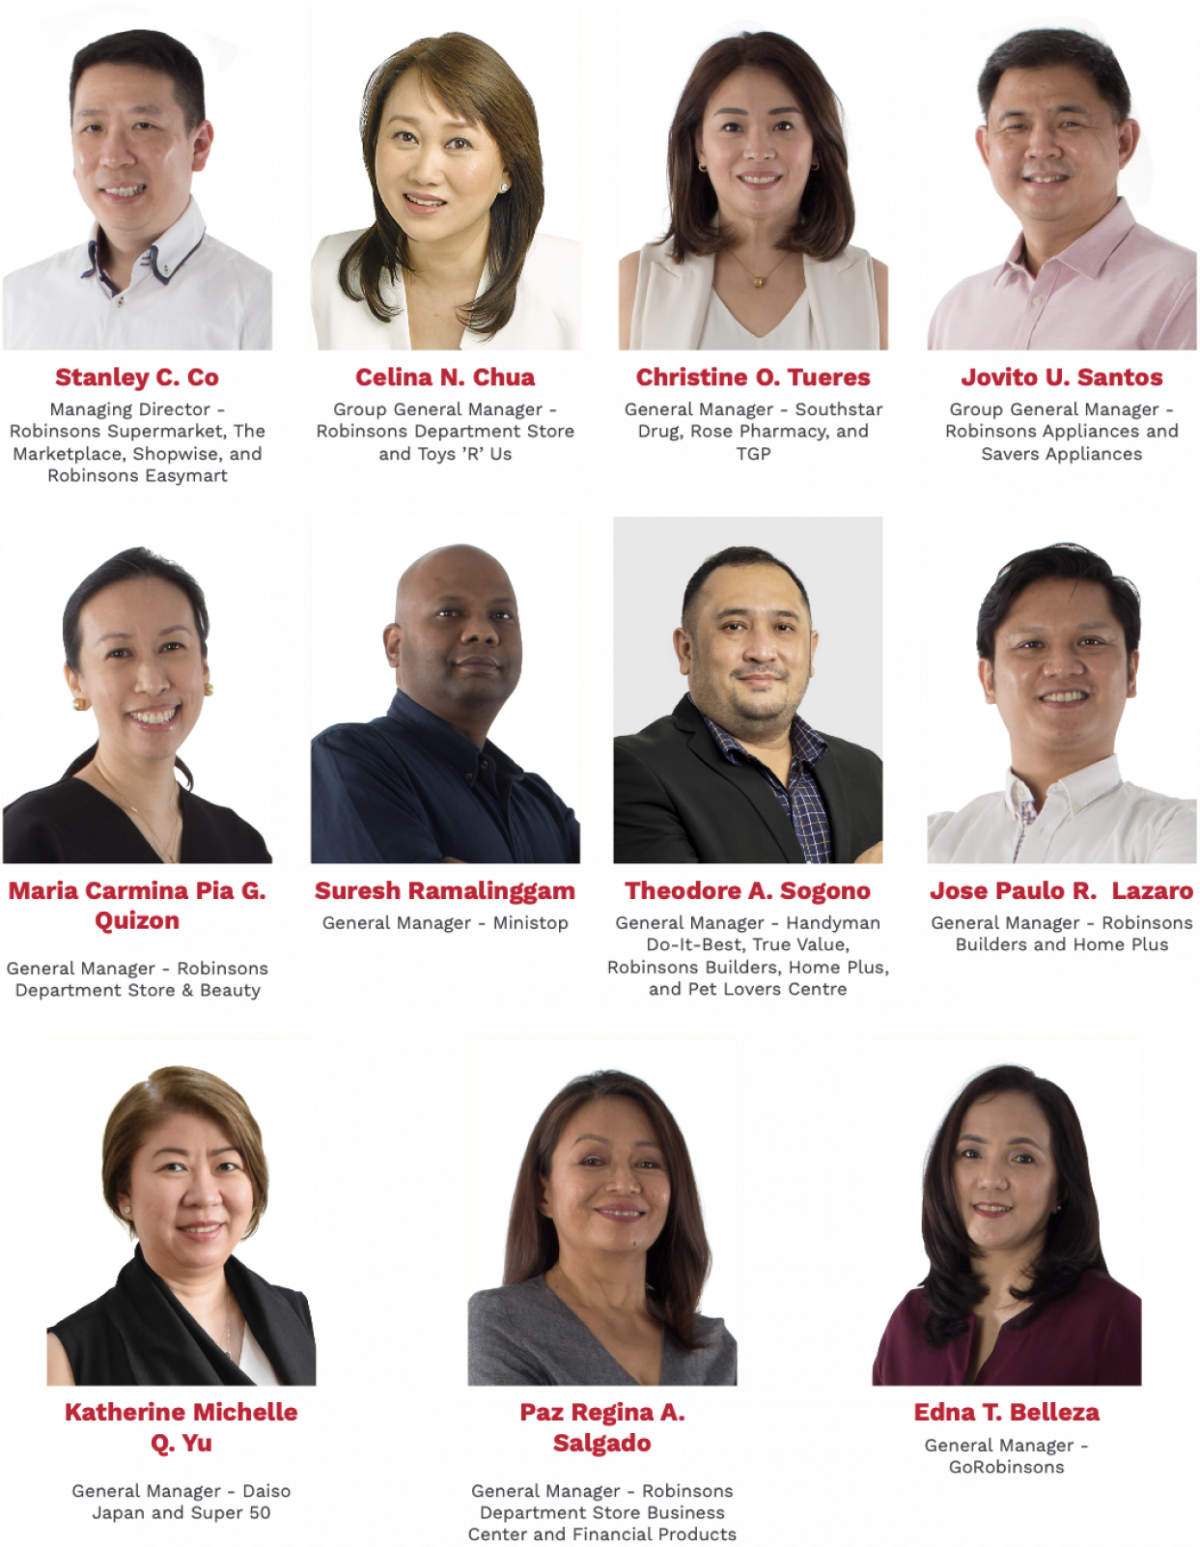 Stanley C. Co
Managing Director -
Robinsons Supermarket, The
Marketplace, Shopwise, and
Robinsons Easymart
Celina N. Chua
Group General Manager -
Robinsons Department Store
and Toys ’R’ Us
Christine O. Tueres
General Manager - Southstar
Drug, Rose Pharmacy, and
TGP
Jovito U. Santos
Group General Manager -
Robinsons Appliances and
Savers Appliances
Maria Carmina Pia G.
Quizon
General Manager - Robinsons
Department Store & Beauty
Suresh Ramalinggam
General Manager - Ministop
Theodore A. Sogono
General Manager - Handyman
Do-It-Best, True Value,
Robinsons Builders, Home Plus,
and Pet Lovers Centre
Jose Paulo R. Lazaro
General Manager - Robinsons
Builders and Home Plus
Katherine Michelle
Q. Yu
General Manager - Daiso
Japan and Super 50
Paz Regina A.
Salgado
General Manager - Robinsons
Department Store Business
Center and Financial Products
Edna T. Belleza
General Manager -
GoRobinsons